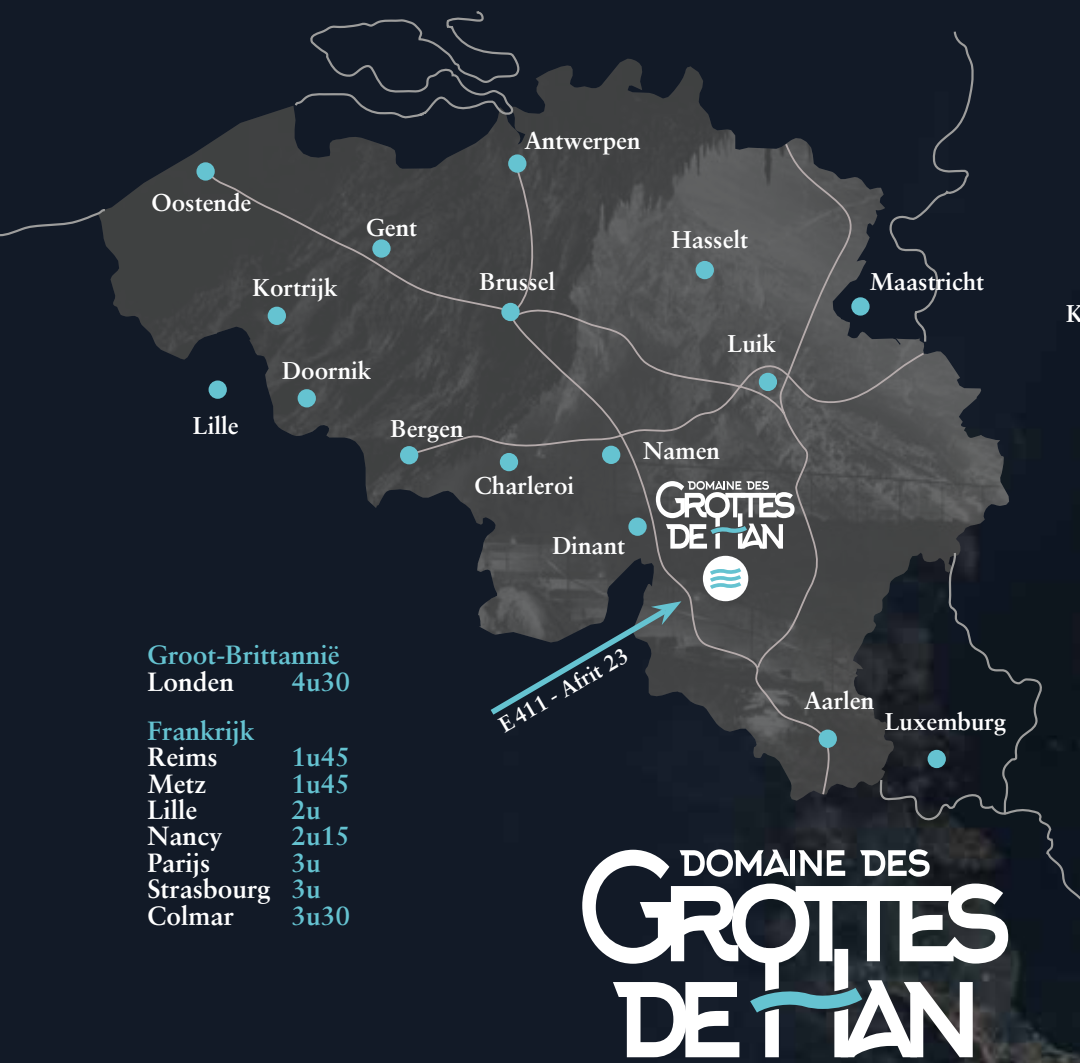 Antwerpen
Oostende
Gent
Hasselt
Kortrijk
Brussel
Maastricht
K
Luik
Doornik
Lille
Bergen
Namen
Charleroi
DOMAINE DES
GROTTES
DE HAN
Dinant
E 411 - Afrit 23
Groot-Brittannië
Londen 4u30
Frankrijk
Reims 1u45
Metz 1u45
Lille 2u
Nancy 2u15
Parijs 3u
Strasbourg 3u
Colmar 3u30
Aarlen
Luxemburg
DOMAINE DES
GROTTES
DE HAN